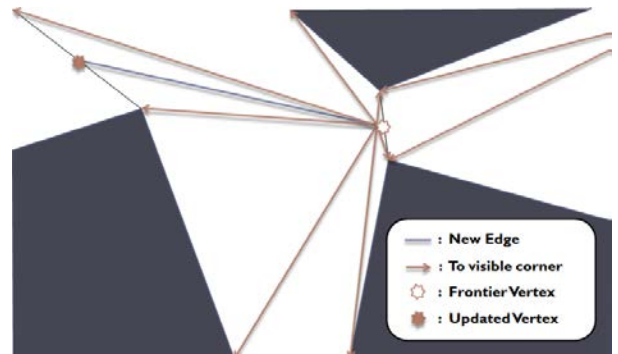 : New Edge
: To visible corner
: Frontier Vertex
: Updated Vertex